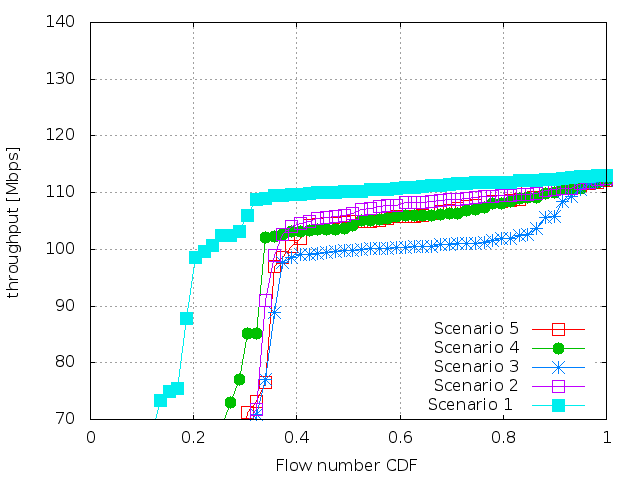 140
130
120
110
100
90
80
70
throughput [Mbps]
Scenario 5
Scenario 4
Scenario 3
Scenario 2
Scenario 1
0 0.2 0.4 0.6 0.8 1
Flow number CDF